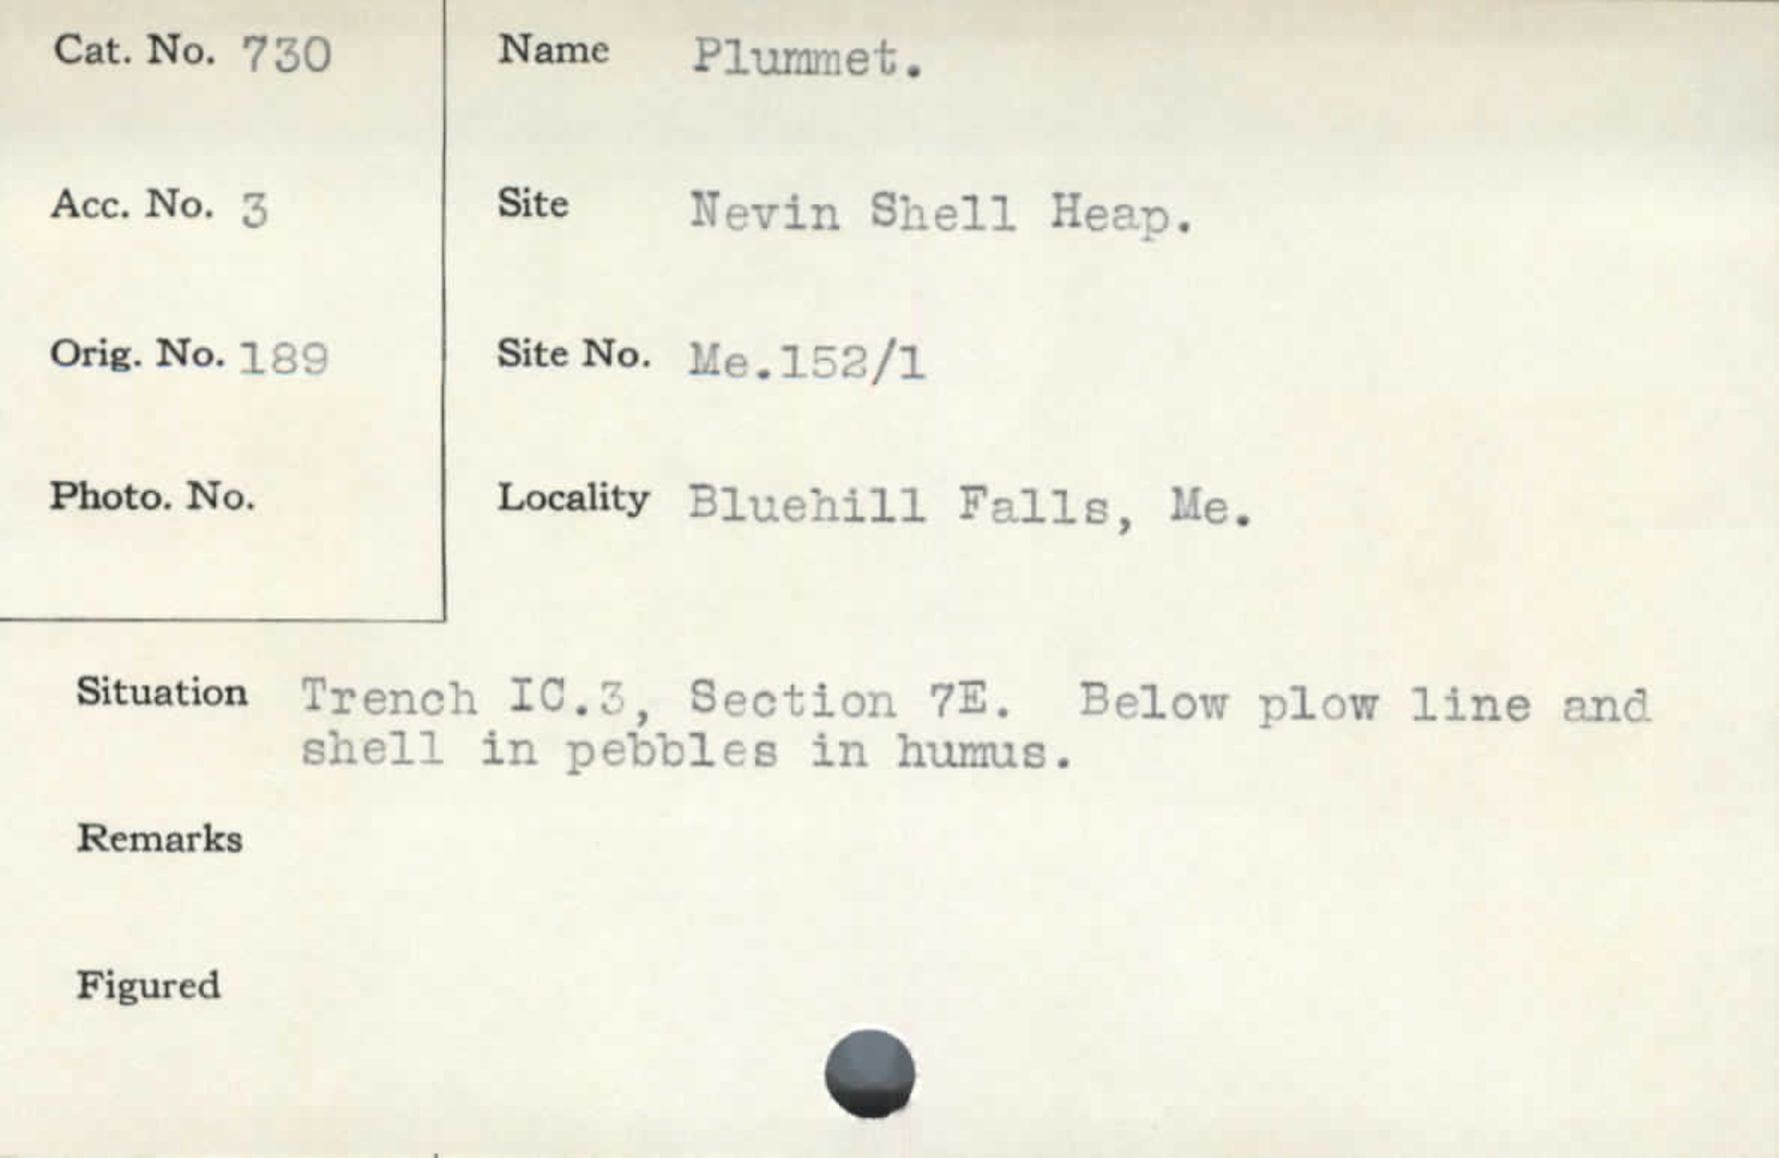 Cat. No. 730
Name Plummet.
Acc. No. 3
Site Nevin Shell Heap.
Orig. No. 189
Site No. Me.152/1
Photo. No.
Locality Bluehill Falls, Me.
Situation Trench IC.3, Section 7E. Below plow line and
shell in pebbles in humus.
Remarks
Figured